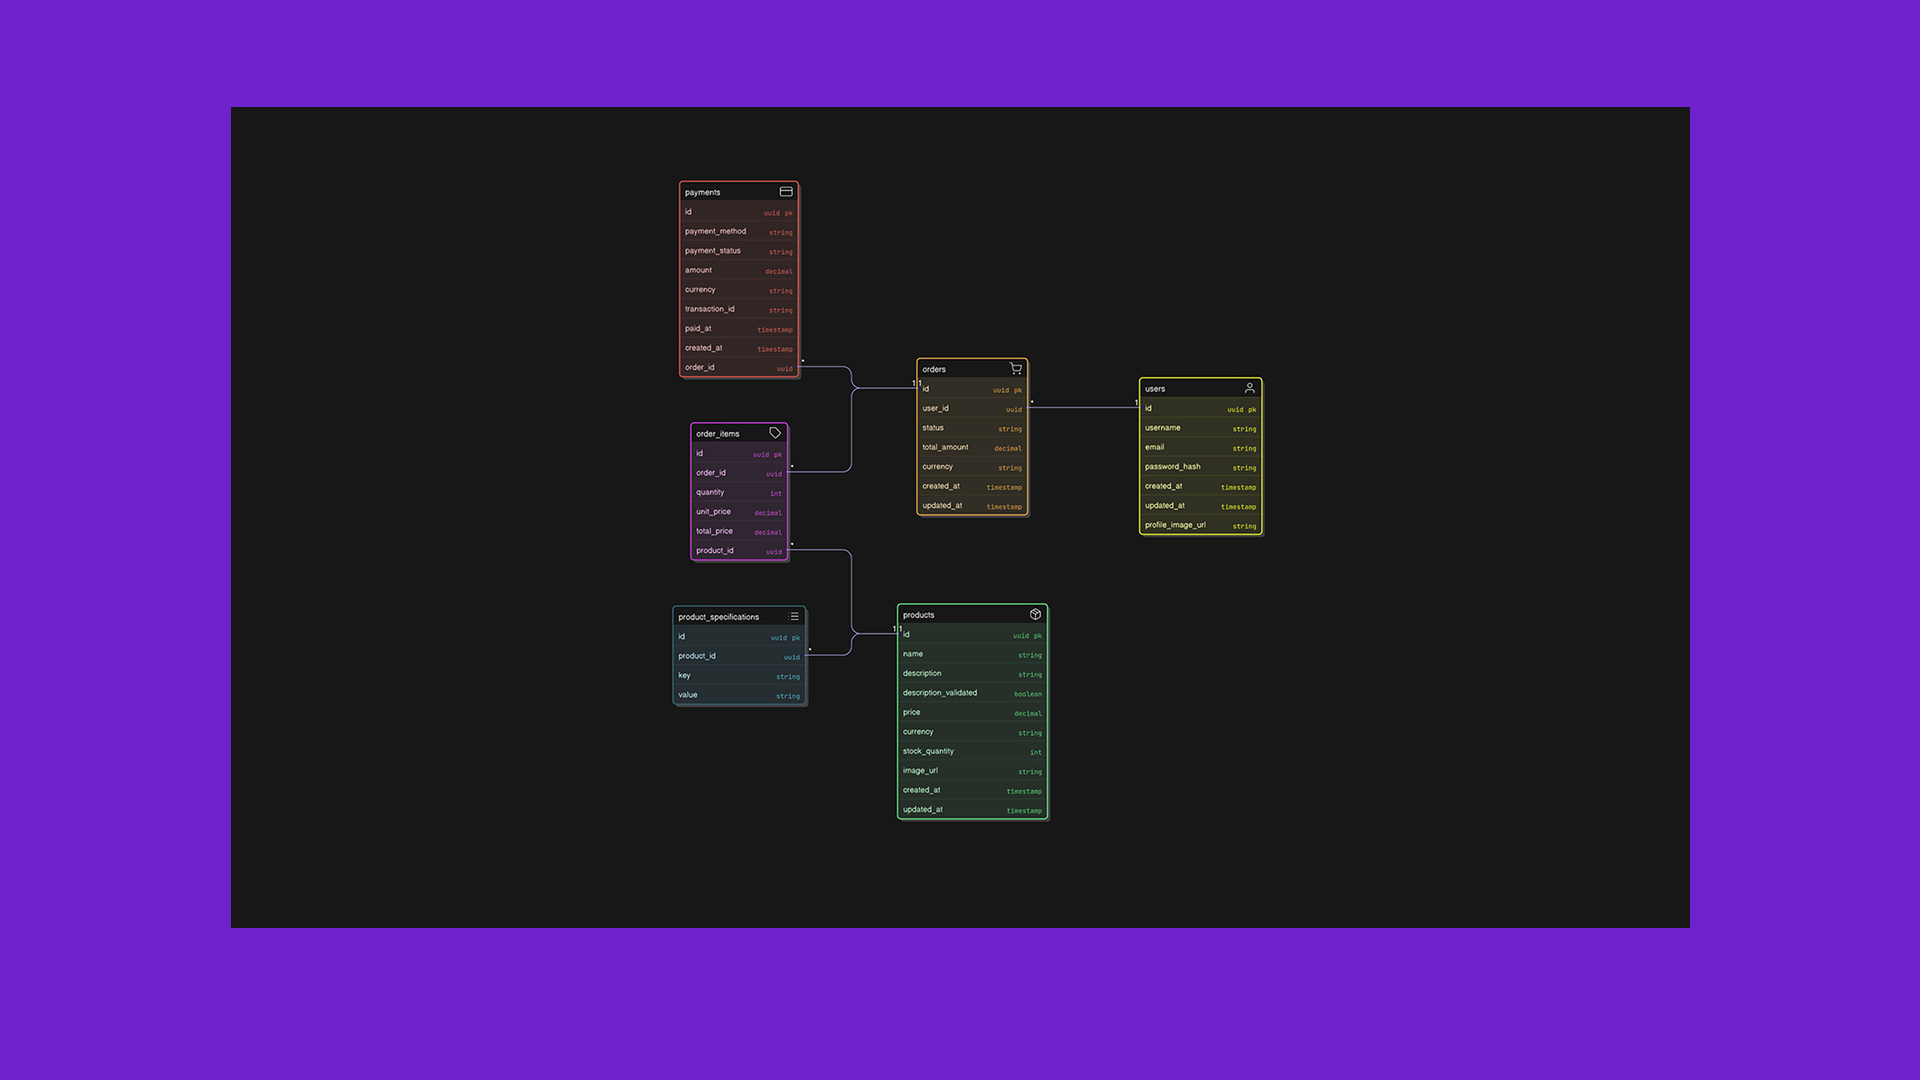 payments
id uuid pk
payment_method string
payment_status string
amount decimal
currency string
transaction_id string
paid_at timestamp
created_at timestamp
order_id uuid
*
order_items
id uuid pk
order_id uuid
*
quantity int
unit_price decimal
total_price decimal
product_id uuid
*
product_specifications
id uuid pk
product_id uuid
*
key string
value string
orders
1 1
id uuid pk
user_id uuid
*
status string
total_amount decimal
currency string
created_at timestamp
updated_at timestamp
products
1 1
id uuid pk
name string
description string
description_validated boolean
price decimal
currency string
stock_quantity int
image_url string
created_at timestamp
updated_at timestamp
users
1
id uuid pk
username string
email string
password_hash string
created_at timestamp
updated_at timestamp
profile_image_url string